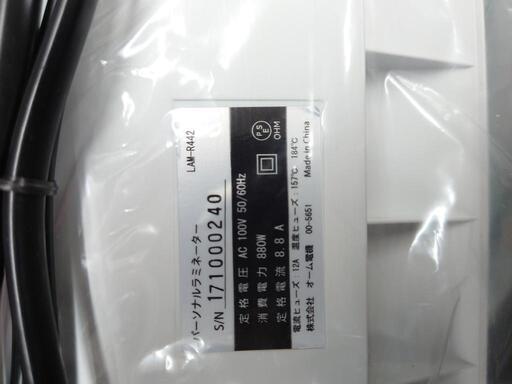 パーソナルラミネーター LAM-R442
S/N 171000240
定格電圧 AC 100V 50/60Hz
消費電力 880W
定格電流 8.8A
PSE
OHM
電流ヒューズ：12A 温度ヒューズ：157℃ 184℃
株式会社 オーム電機 00-5651 Made in China